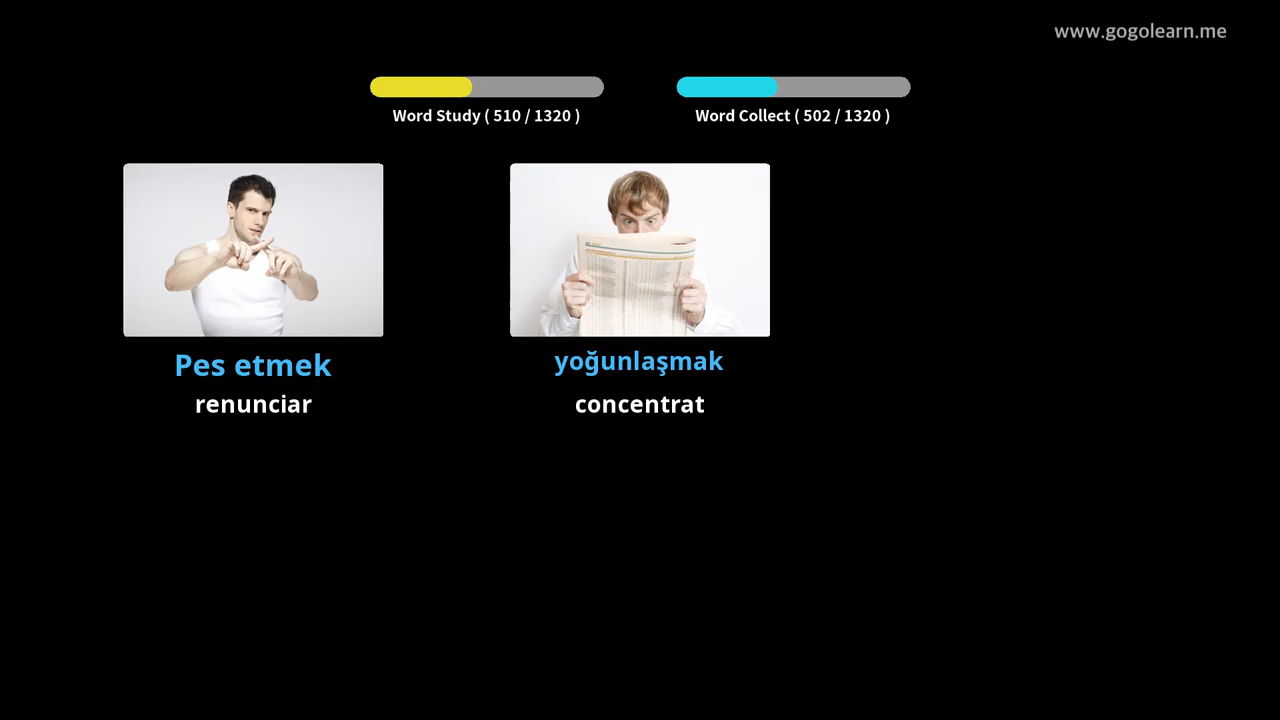 www.gogolearn.me
Word Study ( 510 / 1320 )
Word Collect ( 502 / 1320 )
Pes etmek
renunciar
yoğunlaşmak
concentrat